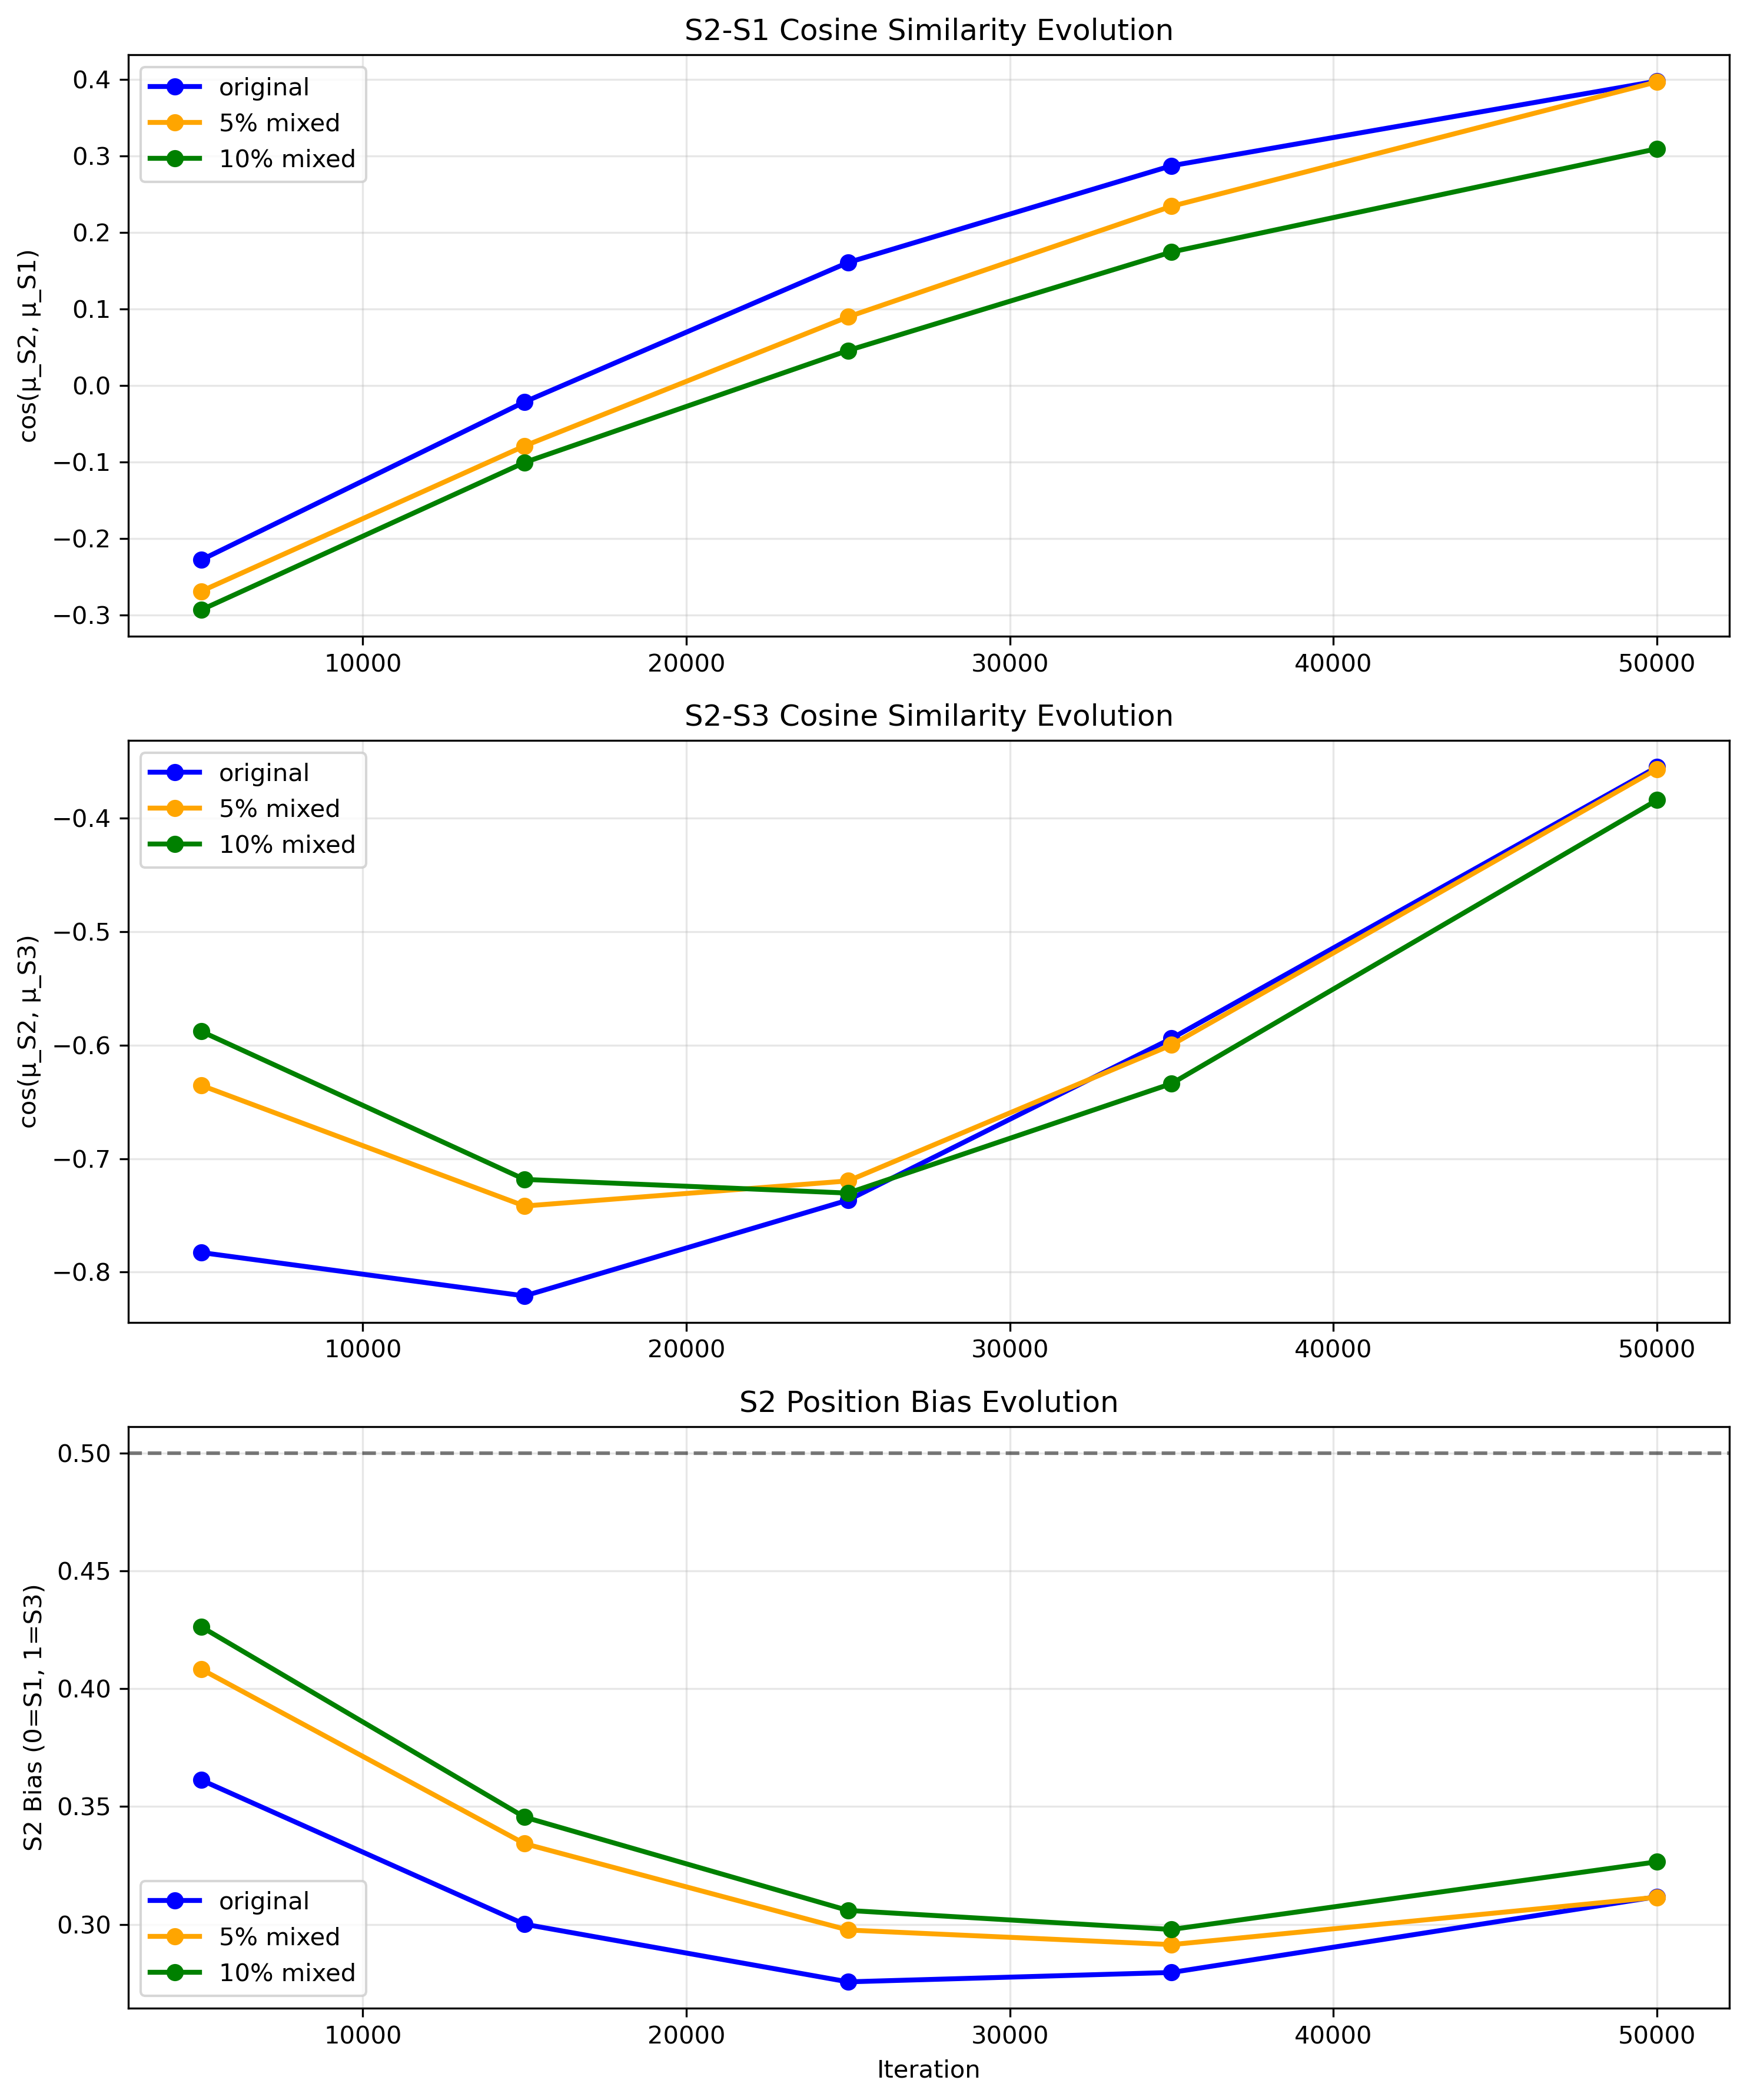 S2-S1 Cosine Similarity Evolution
original
5% mixed
10% mixed
0.4
0.3
0.2
0.1
0.0
−0.1
−0.2
−0.3
cos(μ_S2, μ_S1)
10000 20000 30000 40000 50000
S2-S3 Cosine Similarity Evolution
original
5% mixed
10% mixed
−0.4
−0.5
−0.6
−0.7
−0.8
cos(μ_S2, μ_S3)
10000 20000 30000 40000 50000
S2 Position Bias Evolution
0.50
0.45
0.40
0.35
0.30
S2 Bias (0=S1, 1=S3)
original
5% mixed
10% mixed
10000 20000 30000 40000 50000
Iteration